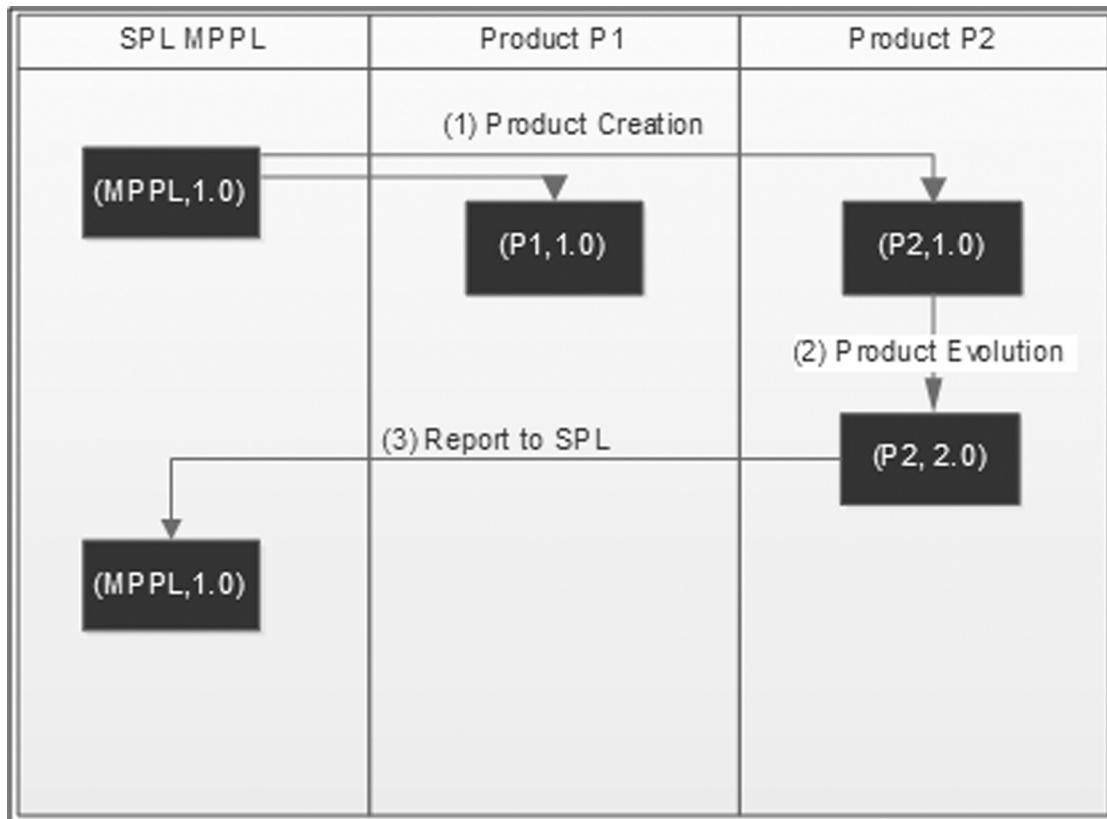 SPL MPPL
Product P1
Product P2
(1) Product Creation
(MPPL,1.0)
(P1,1.0)
(P2,1.0)
(2) Product Evolution
(3) Report to SPL
(P2, 2.0)
(MPPL,1.0)